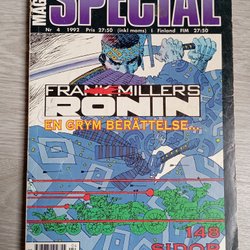 MAG
SPECIAL
Nr 4 1992 Pris 27:50 (inkl moms) I Finland FIM 27:50
FRANK MILLERS
RONIN
EN GRYM BERÄTTELSE...
148
SIDOR